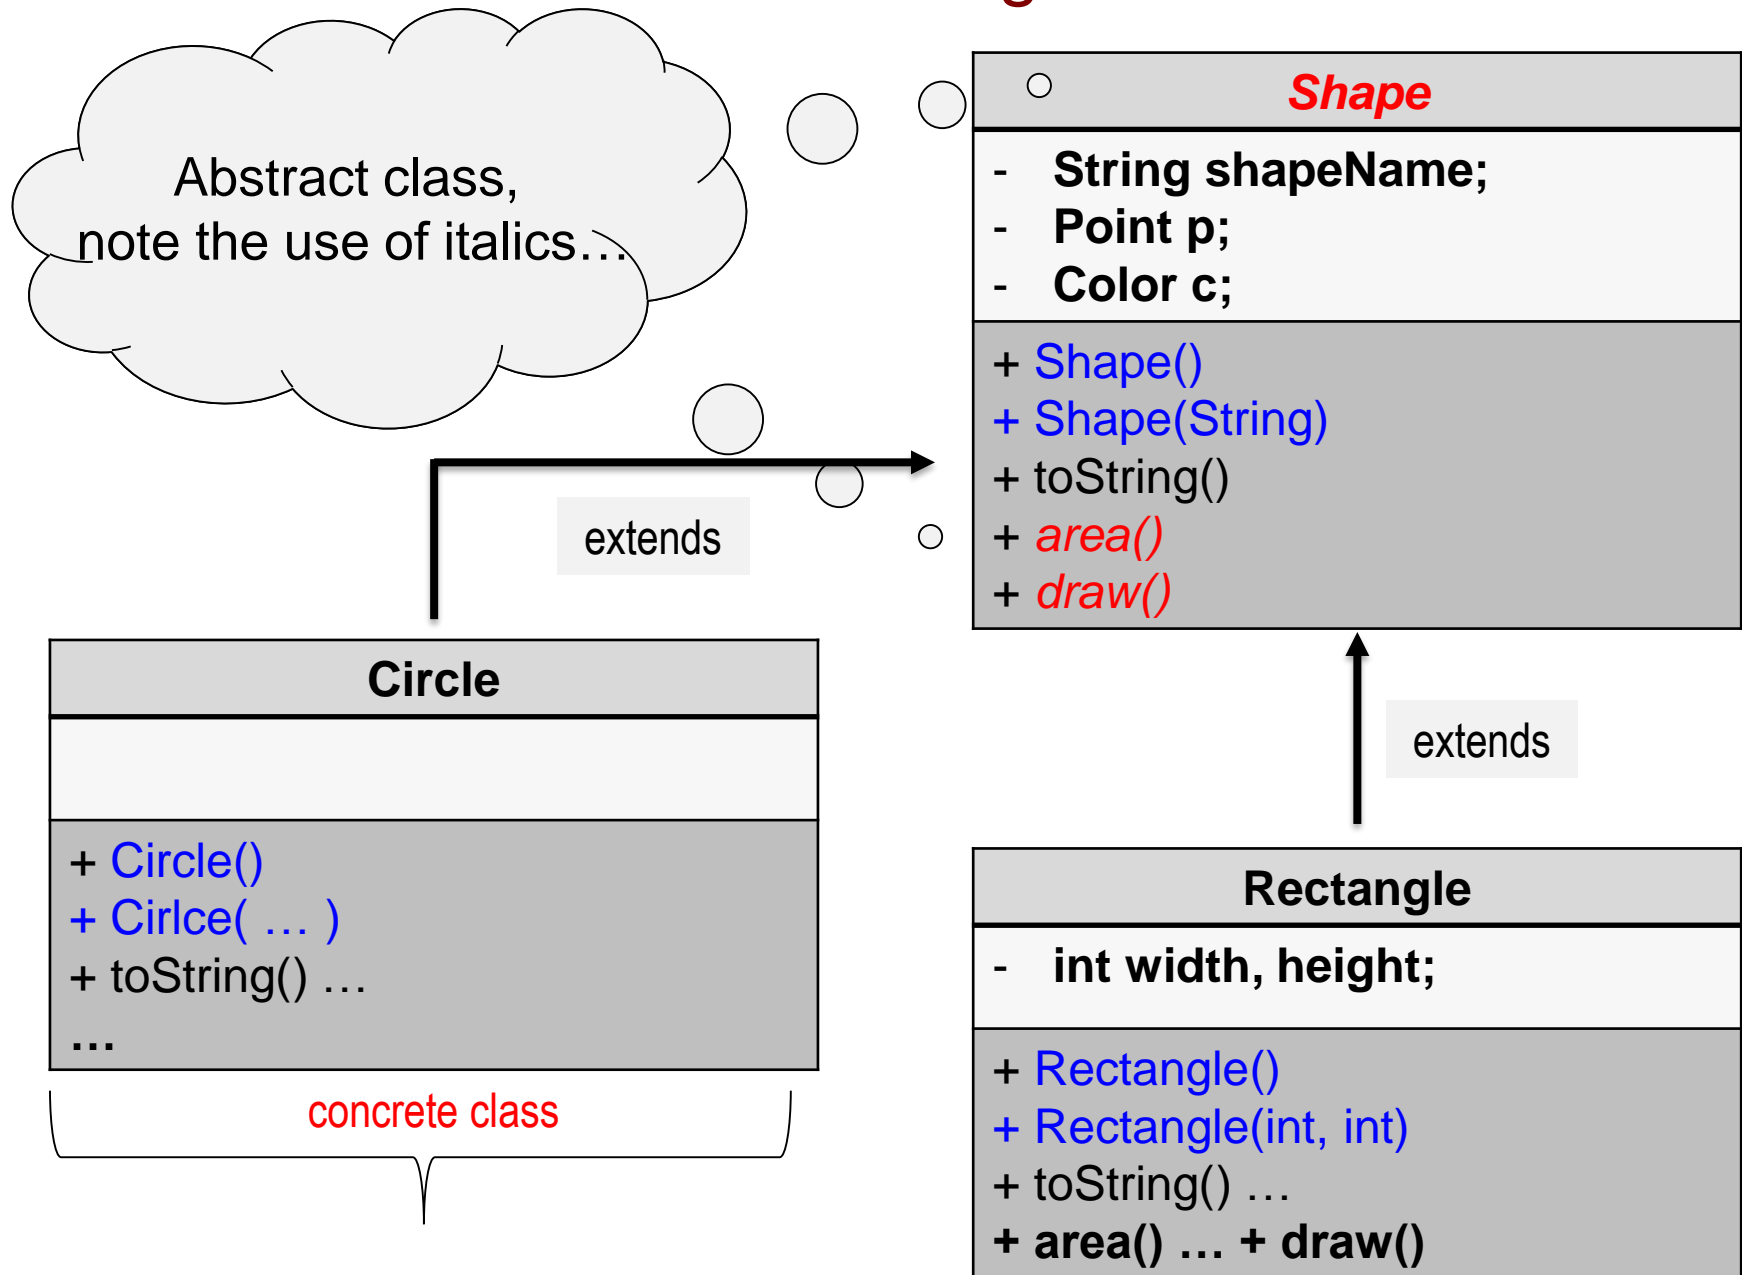 Abstract class,
note the use of italics…
Shape
- String shapeName;
- Point p;
- Color c;
+ Shape()
+ Shape(String)
+ toString()
+ area()
+ draw()
extends
Circle
+ Circle()
+ Cirlce( … )
+ toString() …
…
concrete class
extends
Rectangle
- int width, height;
+ Rectangle()
+ Rectangle(int, int)
+ toString() …
+ area() … + draw()